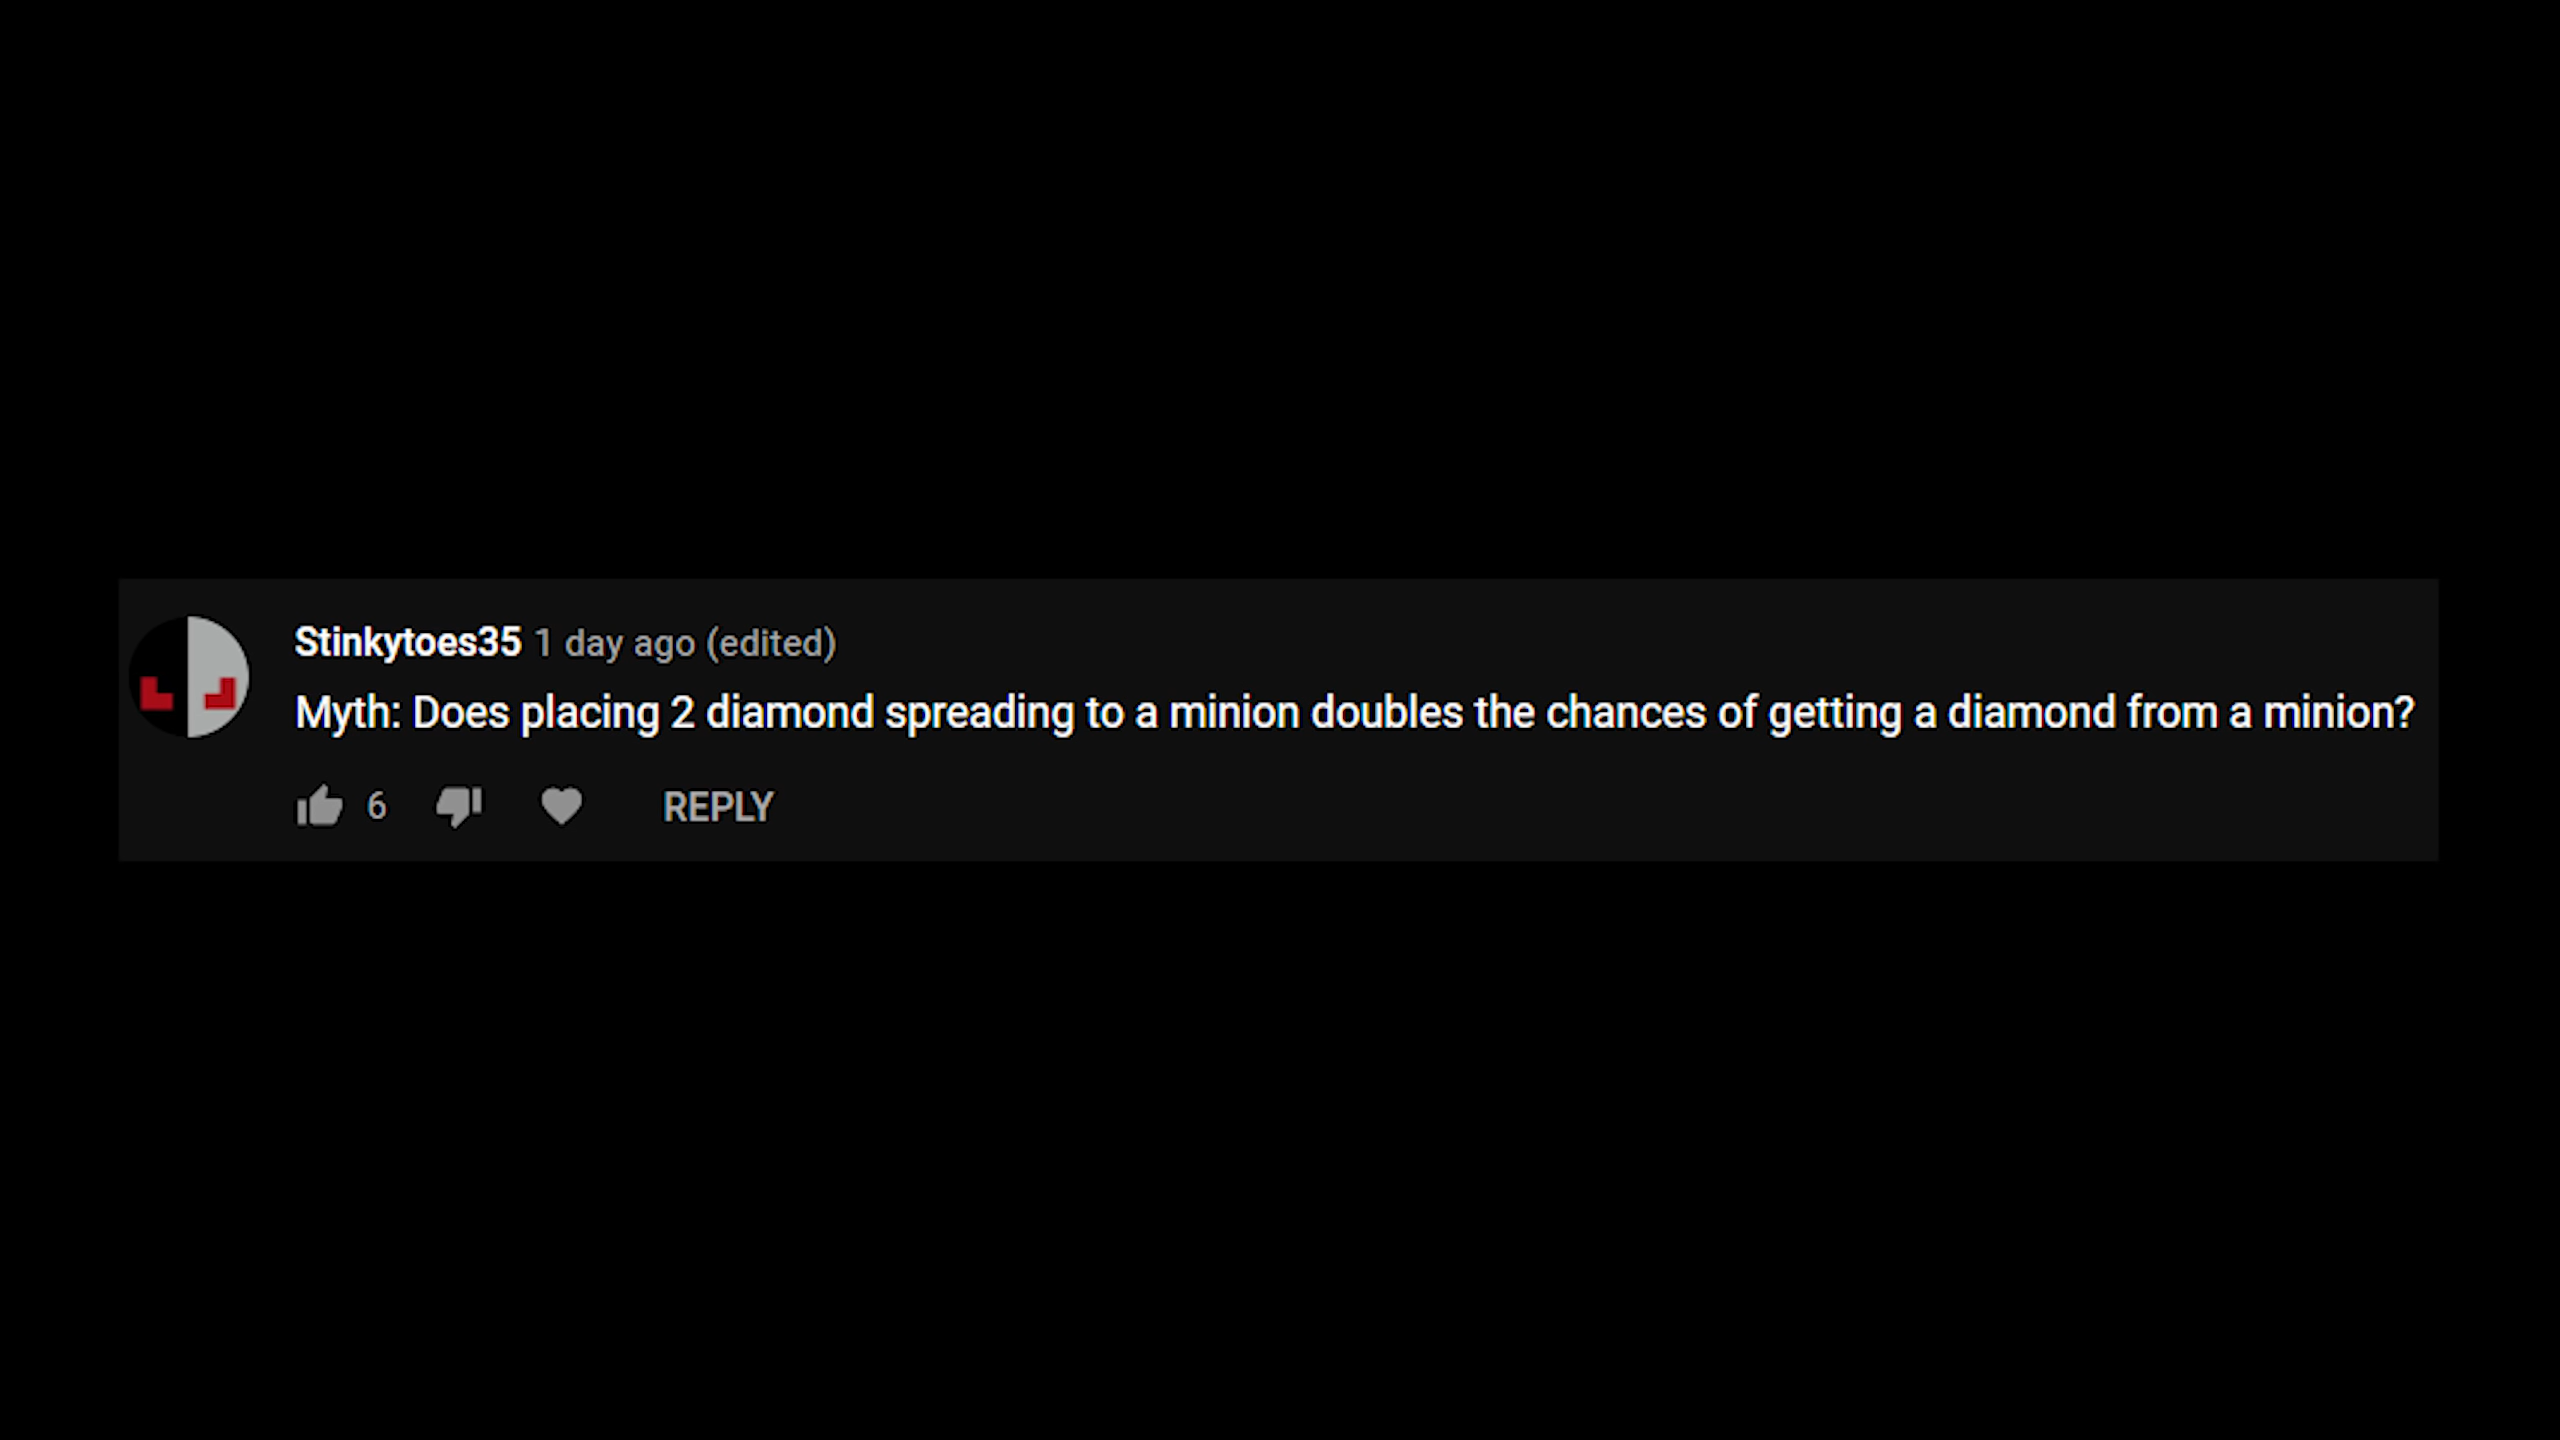 Stinkytoes35 1 day ago (edited)
Myth: Does placing 2 diamond spreading to a minion doubles the chances of getting a diamond from a minion?
6 REPLY